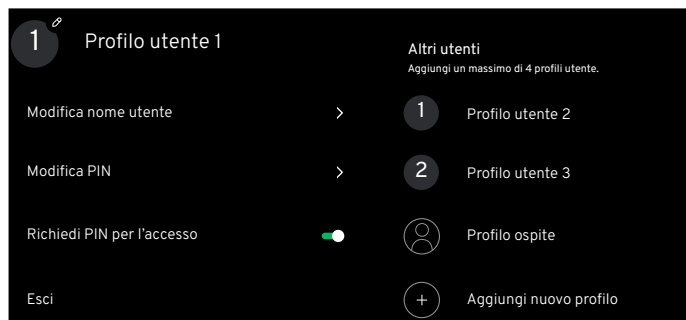 1
Profilo utente 1
Modifica nome utente
Modifica PIN
Richiedi PIN per l’accesso
Esci
Altri utenti
Aggiungi un massimo di 4 profili utente.
1
Profilo utente 2
2
Profilo utente 3
Profilo ospite
Aggiungi nuovo profilo